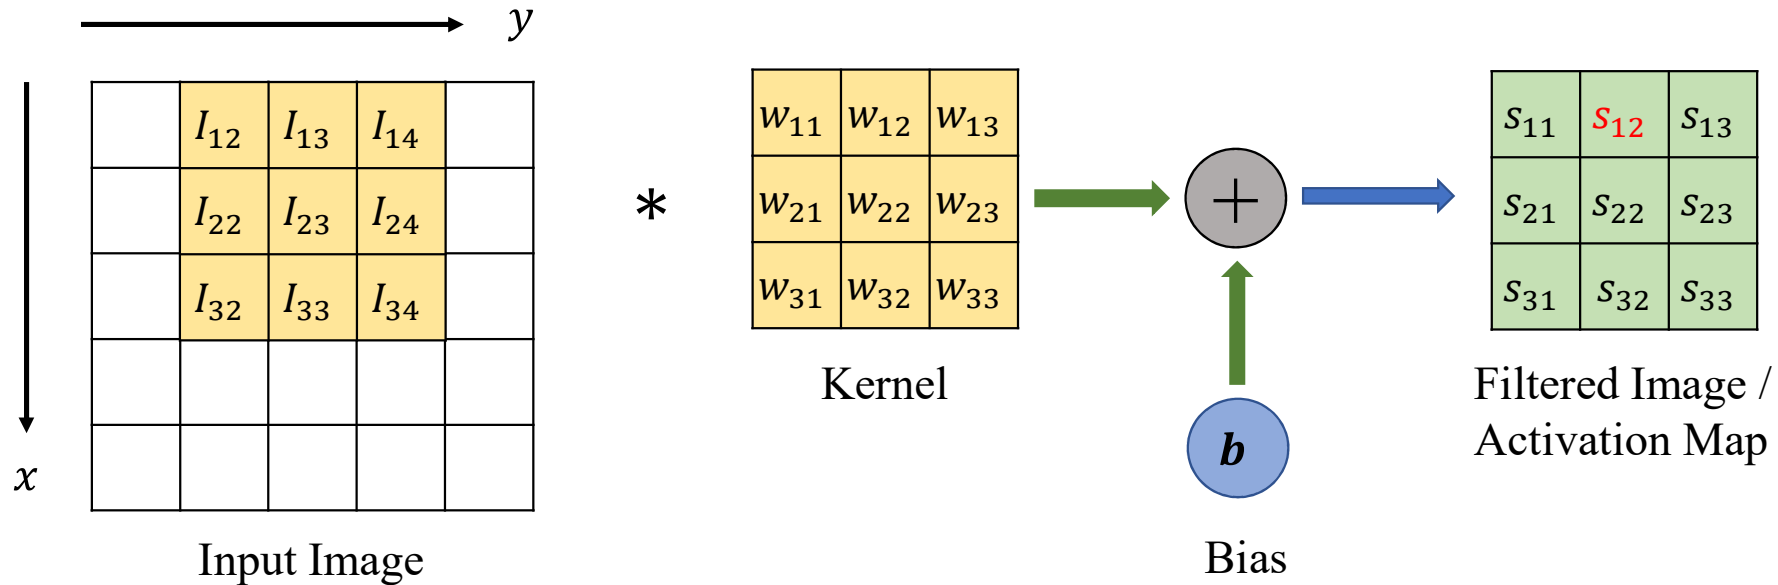 y
x
I₁₂ I₁₃ I₁₄
I₂₂ I₂₃ I₂₄
I₃₂ I₃₃ I₃₄
Input Image
*
w₁₁ w₁₂ w₁₃
w₂₁ w₂₂ w₂₃
w₃₁ w₃₂ w₃₃
Kernel
+
b
Bias
s₁₁ s₁₂ s₁₃
s₂₁ s₂₂ s₂₃
s₃₁ s₃₂ s₃₃
Filtered Image /
Activation Map